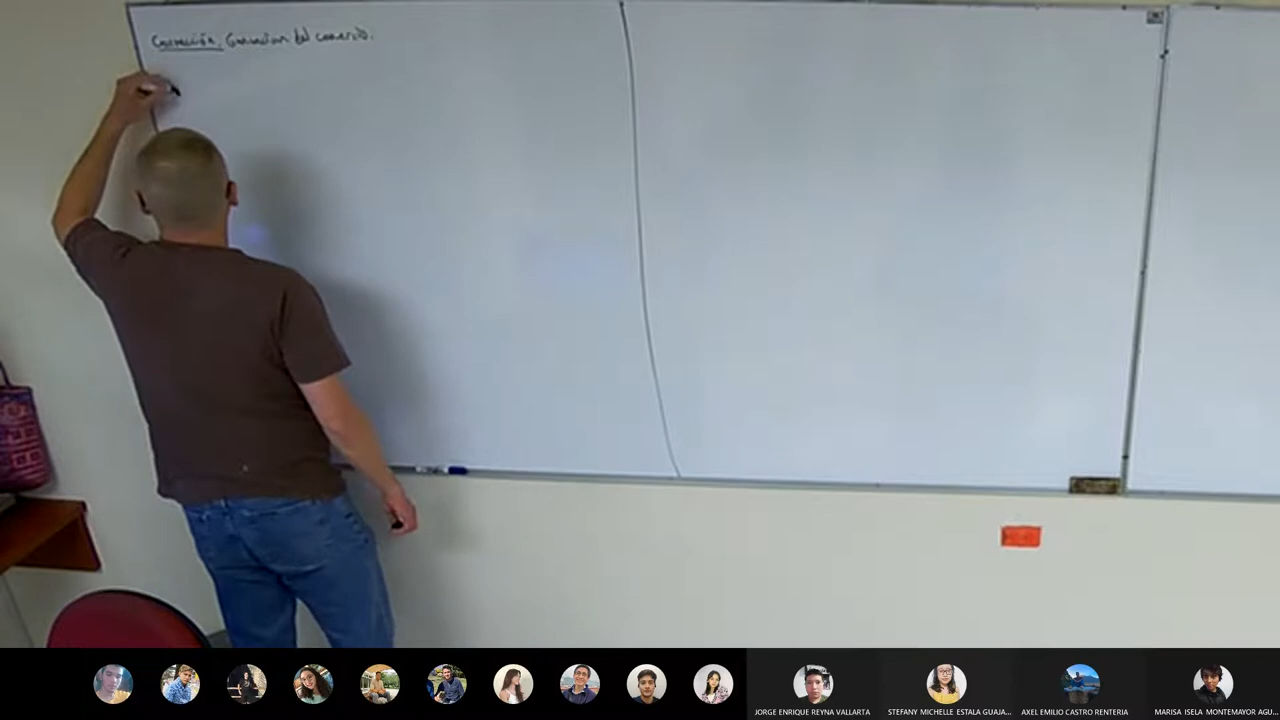 Corrección. Ganancias del comercio.
JORGE ENRIQUE REYNA VALLARTA
STEFANY MICHELLE ESTALA GUAJA...
AXEL EMILIO CASTRO RENTERIA
MARISA ISELA MONTEMAYOR AGU...